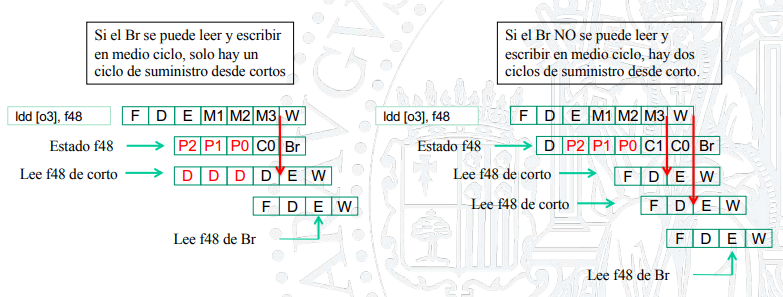 Si el Br se puede leer y escribir
en medio ciclo, solo hay un
ciclo de suministro desde cortos
ldd [o3], f48
F D E M1 M2 M3 W
Estado f48
P2 P1 P0 C0 Br
Lee f48 de corto
D D D D E W
F D E W
Lee f48 de Br
Si el Br NO se puede leer y
escribir en medio ciclo, hay dos
ciclos de suministro desde corto.
ldd [o3], f48
F D E M1 M2 M3 W
Estado f48
D P2 P1 P0 C1 C0 Br
Lee f48 de corto
F D E W
Lee f48 de corto
F D E W
F D E W
Lee f48 de Br